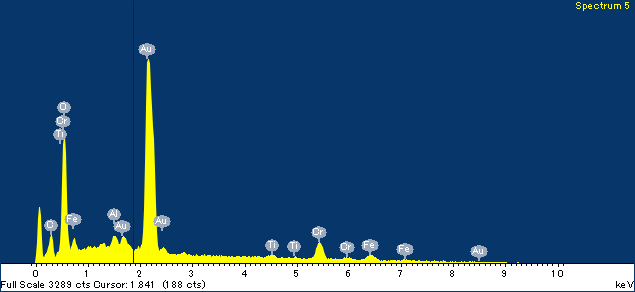 Spectrum 5
Au
O
Cr
Ti
Al
Fe
Au
Au
C
Cr
Ti
Ti
Cr
Fe
Fe
Au
0 1 2 3 4 5 6 7 8 9 10
Full Scale 3289 cts Cursor: 1.841 (188 cts) keV